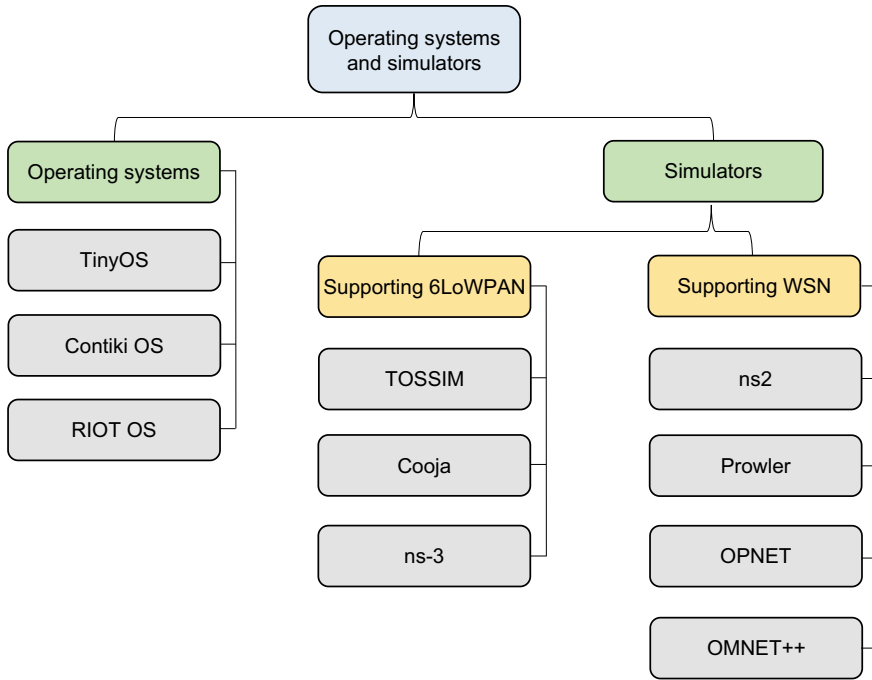 Operating systems
and simulators
Operating systems
Simulators
TinyOS
Contiki OS
RIOT OS
Supporting 6LoWPAN
TOSSIM
Cooja
ns-3
Supporting WSN
ns2
Prowler
OPNET
OMNET++